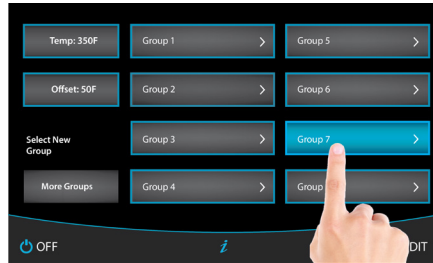 Temp: 350F
Group 1
Group 5
Offset: 50F
Group 2
Group 6
Select New
Group
Group 3
Group 7
More Groups
Group 4
Group
OFF
i
DIT